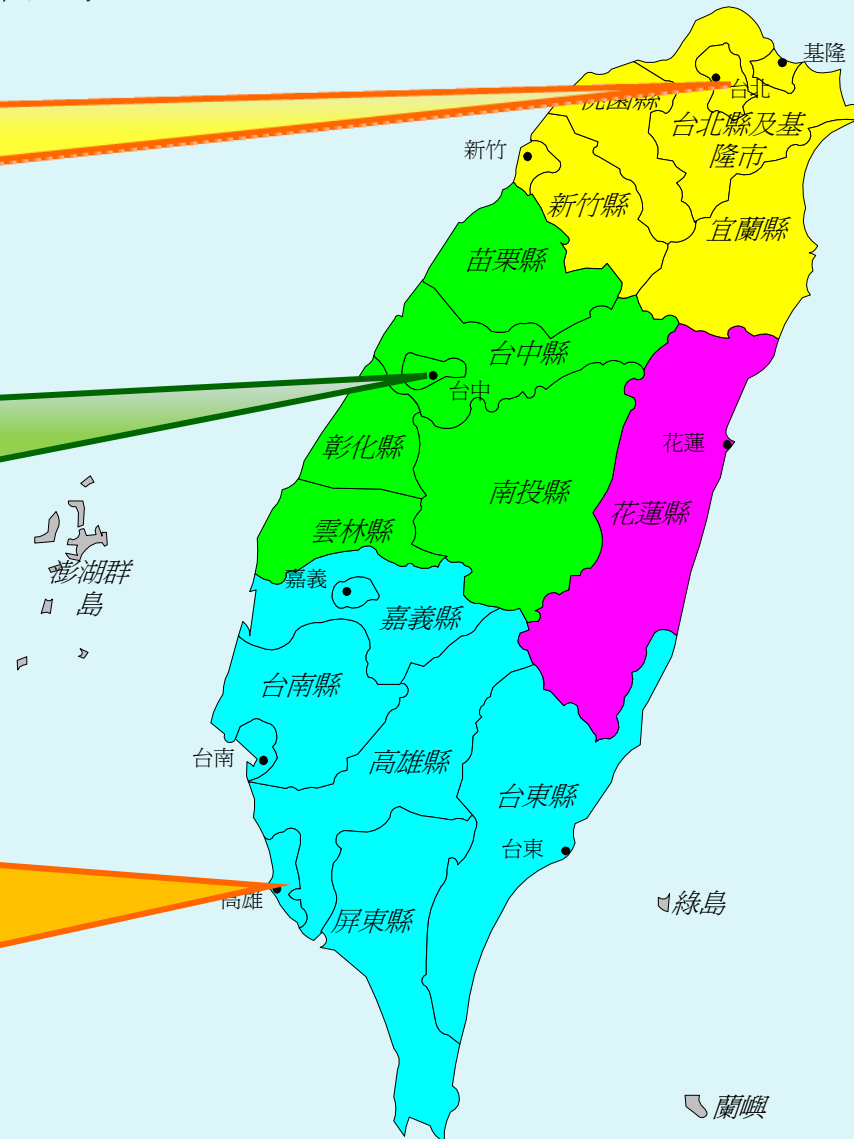 基隆
台北
桃園縣
台北縣及基
隆市
新竹
新竹縣
宜蘭縣
苗栗縣
台中縣
台中
彰化縣
花蓮
南投縣
花蓮縣
雲林縣
澎湖群
島
嘉義
嘉義縣
台南縣
台南
高雄縣
台東縣
台東
高雄
屏東縣
綠島
蘭嶼